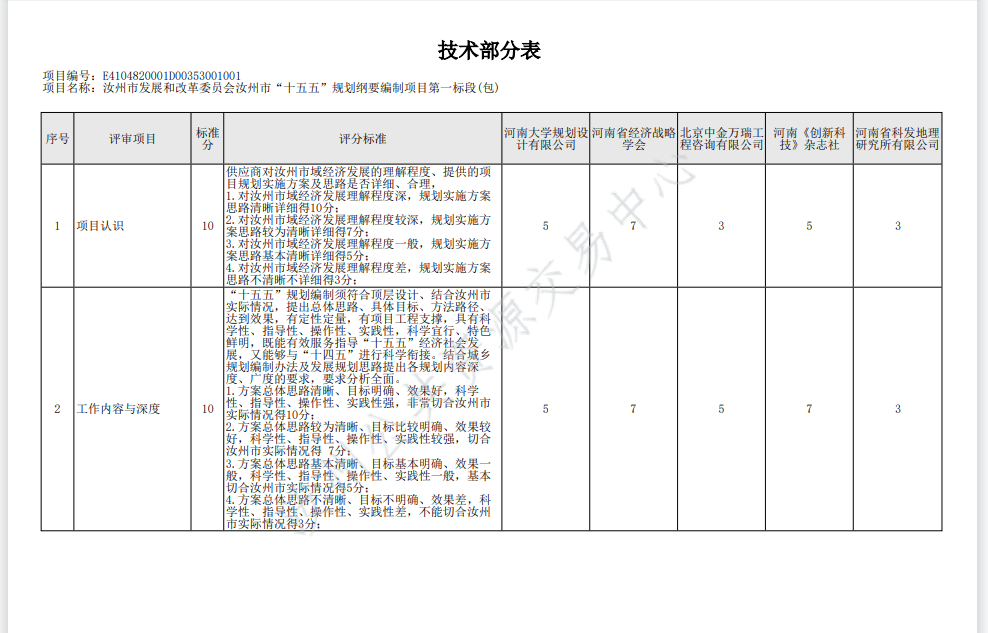 技术部分表
项目编号：E4104820001D00353001001
项目名称：汝州市发展和改革委员会汝州市“十五五”规划纲要编制项目第一标段(包)
序号
评审项目
标准
分
评分标准
河南大学规划设
计有限公司
河南省经济战略
学会
北京中金万瑞工
程咨询有限公司
河南《创新科
技》杂志社
河南省科发地理
研究所有限公司
1
项目认识
10
供应商对汝州市域经济发展的理解程度、提供的项
目规划实施方案及思路是否详细、合理，
1.对汝州市域经济发展理解程度深，规划实施方案
思路清晰详细得10分；
2.对汝州市域经济发展理解程度较深，规划实施方
案思路较为清晰详细得7分；
3.对汝州市域经济发展理解程度一般，规划实施方
案思路基本清晰详细得5分；
4.对汝州市域经济发展理解程度差，规划实施方案
思路不清晰不详细得3分；
5
7
3
5
3
2
工作内容与深度
10
“十五五”规划编制须符合顶层设计、结合汝州市
实际情况，提出总体思路、具体目标、方法路径、
达到效果，有定性定量，有项目工程支撑，具有科
学性、指导性、操作性、实践性，科学宜行、特色
鲜明，既能有效服务指导“十五五”经济社会发
展，又能够与“十四五”进行科学衔接。结合城乡
规划编制办法及发展规划思路提出各规划内容深
度、广度的要求，要求分析全面。
1.方案总体思路清晰、目标明确、效果好，科学
性、指导性、操作性、实践性强，非常切合汝州市
实际情况得10分；
2.方案总体思路较为清晰、目标比较明确、效果较
好，科学性、指导性、操作性、实践性较强，切合
汝州市实际情况得 7分；
3.方案总体思路基本清晰、目标基本明确、效果一
般，科学性、指导性、操作性、实践性一般，基本
切合汝州市实际情况得5分；
4.方案总体思路不清晰、目标不明确、效果差，科
学性、指导性、操作性、实践性差，不能切合汝州
市实际情况得3分；
5
7
5
7
3
公共资源交易中心